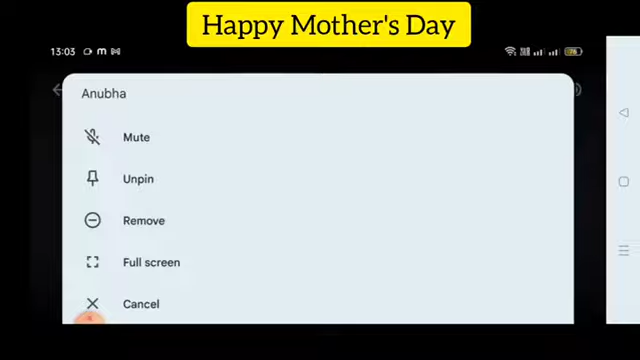 Happy Mother's Day
13:03
Anubha
Mute
Unpin
Remove
Full screen
Cancel